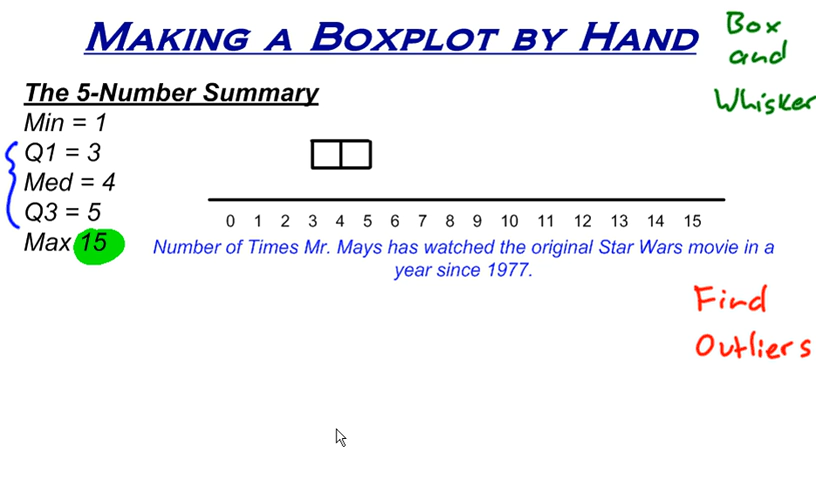 Making a Boxplot by Hand
Box
and
Whisker
The 5-Number Summary
Min = 1
Q1 = 3
Med = 4
Q3 = 5
Max 15
0 1 2 3 4 5 6 7 8 9 10 11 12 13 14 15
Number of Times Mr. Mays has watched the original Star Wars movie in a
year since 1977.
Find
Outliers